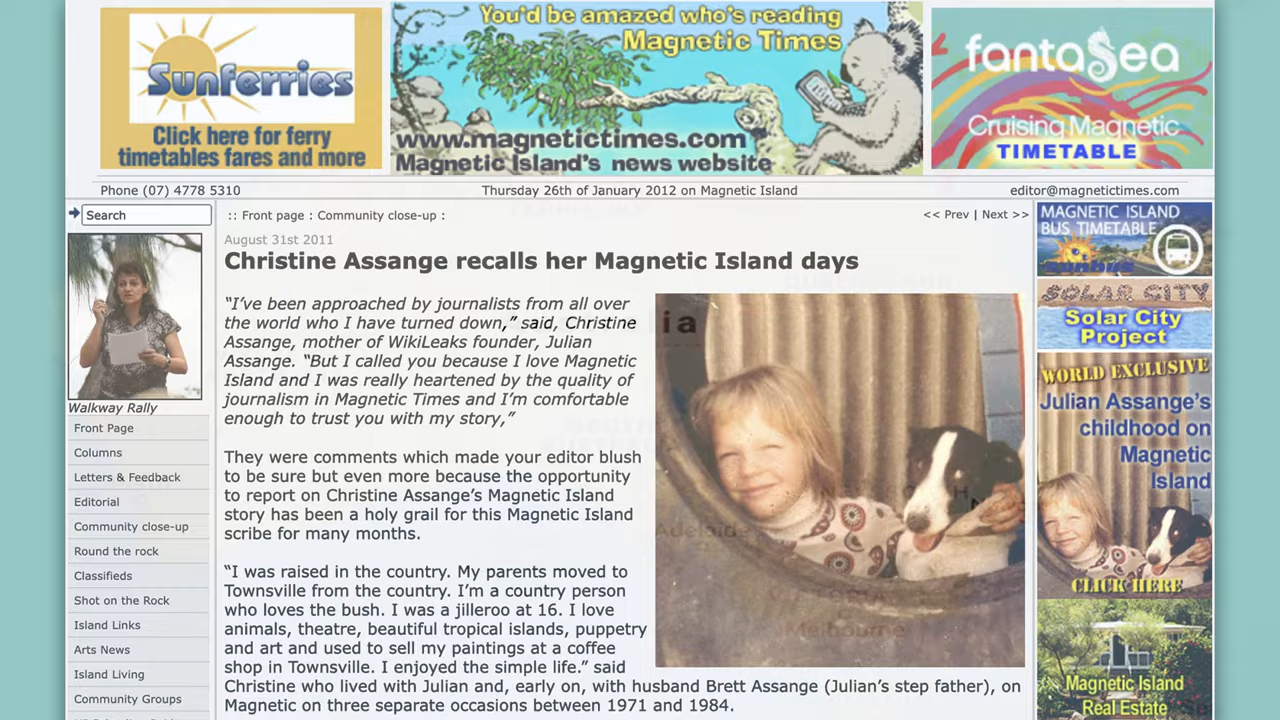 Sunferries
Click here for ferry
timetables fares and more
You'd be amazed who's reading
Magnetic Times
www.magnetictimes.com
Magnetic Island's news website
fantasea
Cruising Magnetic
TIMETABLE
Phone (07) 4778 5310
Thursday 26th of January 2012 on Magnetic Island
editor@magnetictimes.com
Search
Walkway Rally
Front Page
Columns
Letters & Feedback
Editorial
Community close-up
Round the rock
Classifieds
Shot on the Rock
Island Links
Arts News
Island Living
Community Groups
:: Front page : Community close-up :
<< Prev | Next >>
August 31st 2011
Christine Assange recalls her Magnetic Island days
“I’ve been approached by journalists from all over
the world who I have turned down,” said, Christine
Assange, mother of WikiLeaks founder, Julian
Assange. “But I called you because I love Magnetic
Island and I was really heartened by the quality of
journalism in Magnetic Times and I’m comfortable
enough to trust you with my story,”
They were comments which made your editor blush
to be sure but even more because the opportunity
to report on Christine Assange’s Magnetic Island
story has been a holy grail for this Magnetic Island
scribe for many months.
“I was raised in the country. My parents moved to
Townsville from the country. I’m a country person
who loves the bush. I was a jilleroo at 16. I love
animals, theatre, beautiful tropical islands, puppetry
and art and used to sell my paintings at a coffee
shop in Townsville. I enjoyed the simple life.” said
Christine who lived with Julian and, early on, with husband Brett Assange (Julian’s step father), on
Magnetic on three separate occasions between 1971 and 1984.
Adelaide
Melbourne
MAGNETIC ISLAND
BUS TIMETABLE
sunbus
SOLAR CITY
Solar City
Project
WORLD EXCLUSIVE
Julian Assange's
childhood on
Magnetic
Island
CLICK HERE
Magnetic Island
Real Estate